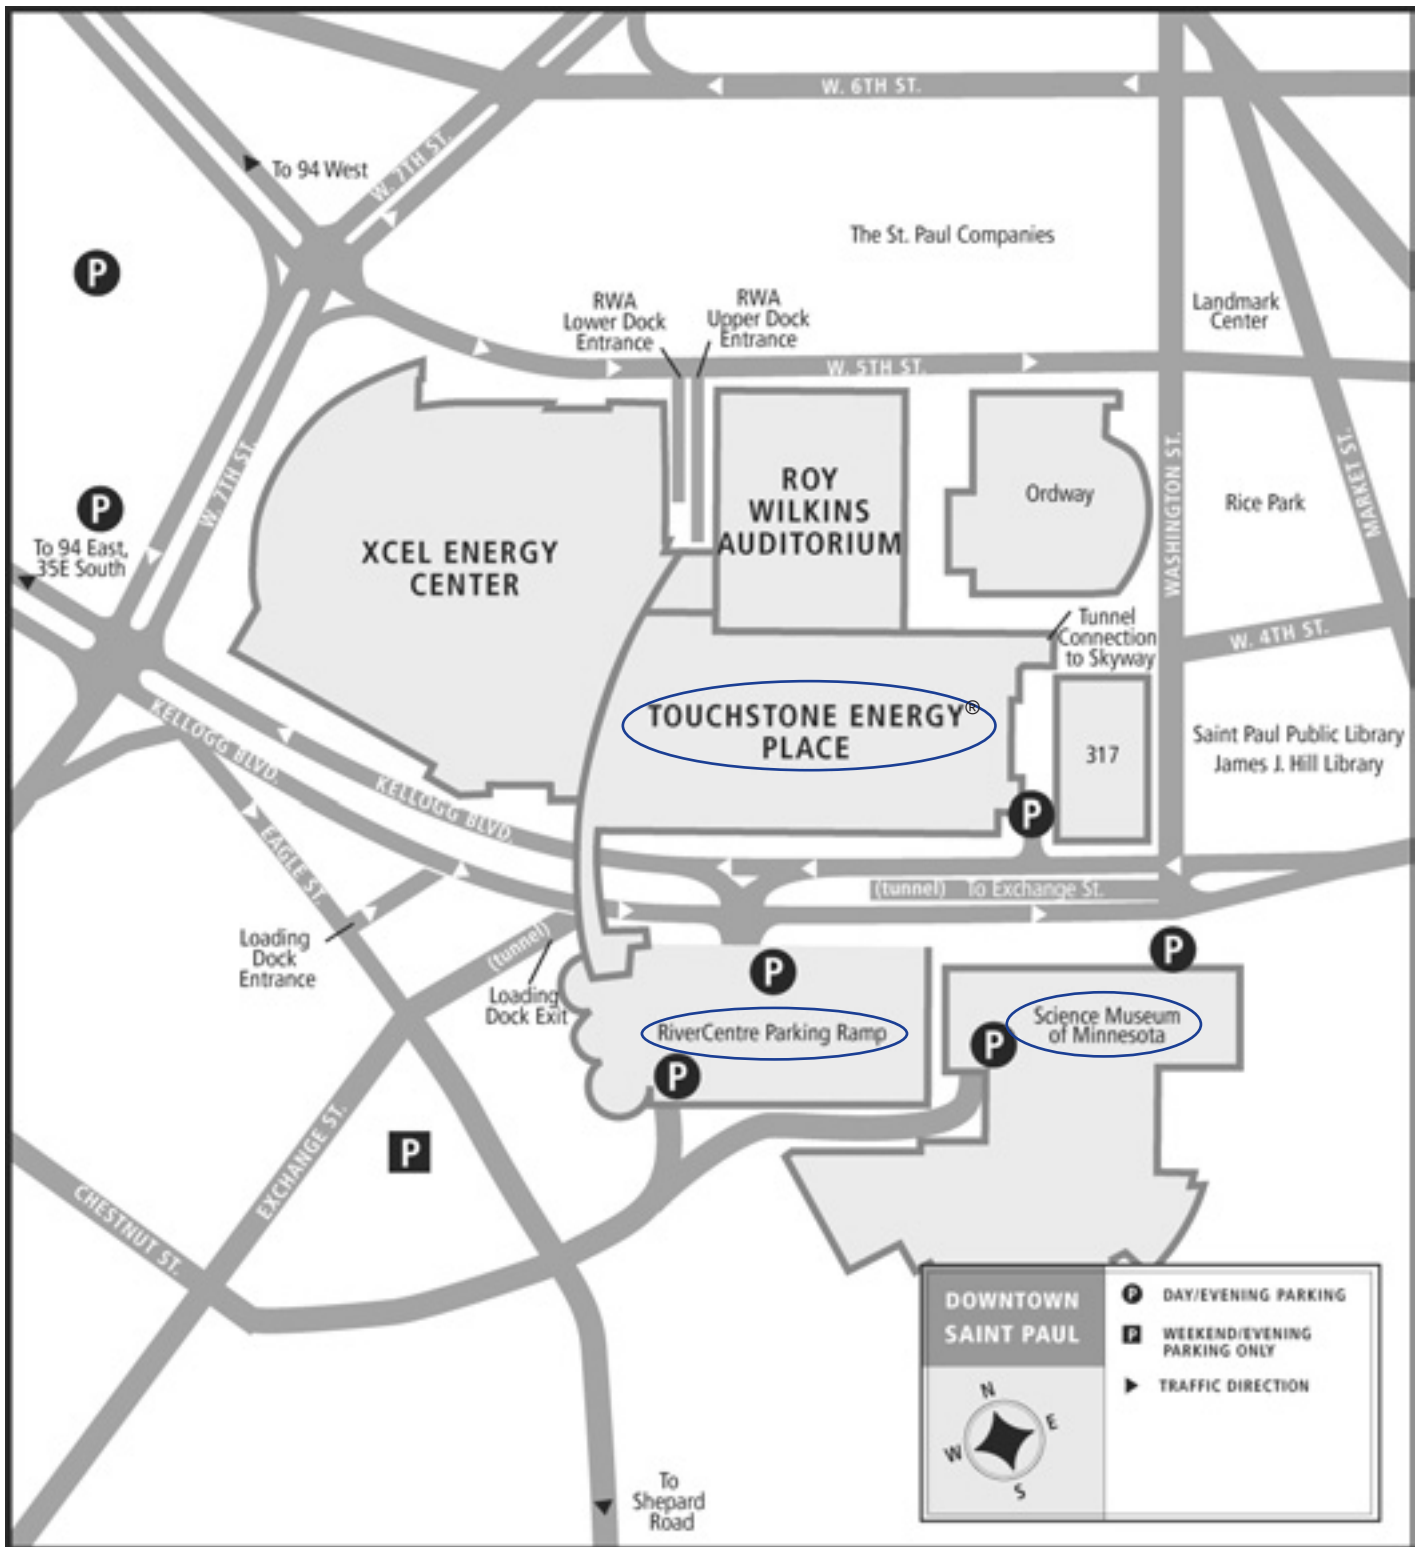 W. 6TH ST.
To 94 West
W. 7TH ST.
The St. Paul Companies
P
RWA
Lower Dock
Entrance
RWA
Upper Dock
Entrance
Landmark
Center
W. 5TH ST.
W. 7TH ST.
P
To 94 East,
35E South
XCEL ENERGY
CENTER
ROY
WILKINS
AUDITORIUM
Ordway
WASHINGTON ST.
Rice Park
MARKET ST.
Tunnel
Connection
to Skyway
W. 4TH ST.
TOUCHSTONE ENERGY®
PLACE
317
Saint Paul Public Library
James J. Hill Library
P
KELLOGG BLVD.
KELLOGG BLVD.
EAGLE ST.
(tunnel) To Exchange St.
Loading
Dock
Entrance
(tunnel)
Loading
Dock Exit
P
P
RiverCentre Parking Ramp
P
Science Museum
of Minnesota
P
P
EXCHANGE ST.
CHESTNUT ST.
DOWNTOWN
SAINT PAUL
P DAY/EVENING PARKING
P WEEKEND/EVENING
PARKING ONLY
TRAFFIC DIRECTION
N
E
W
S
To
Shepard
Road